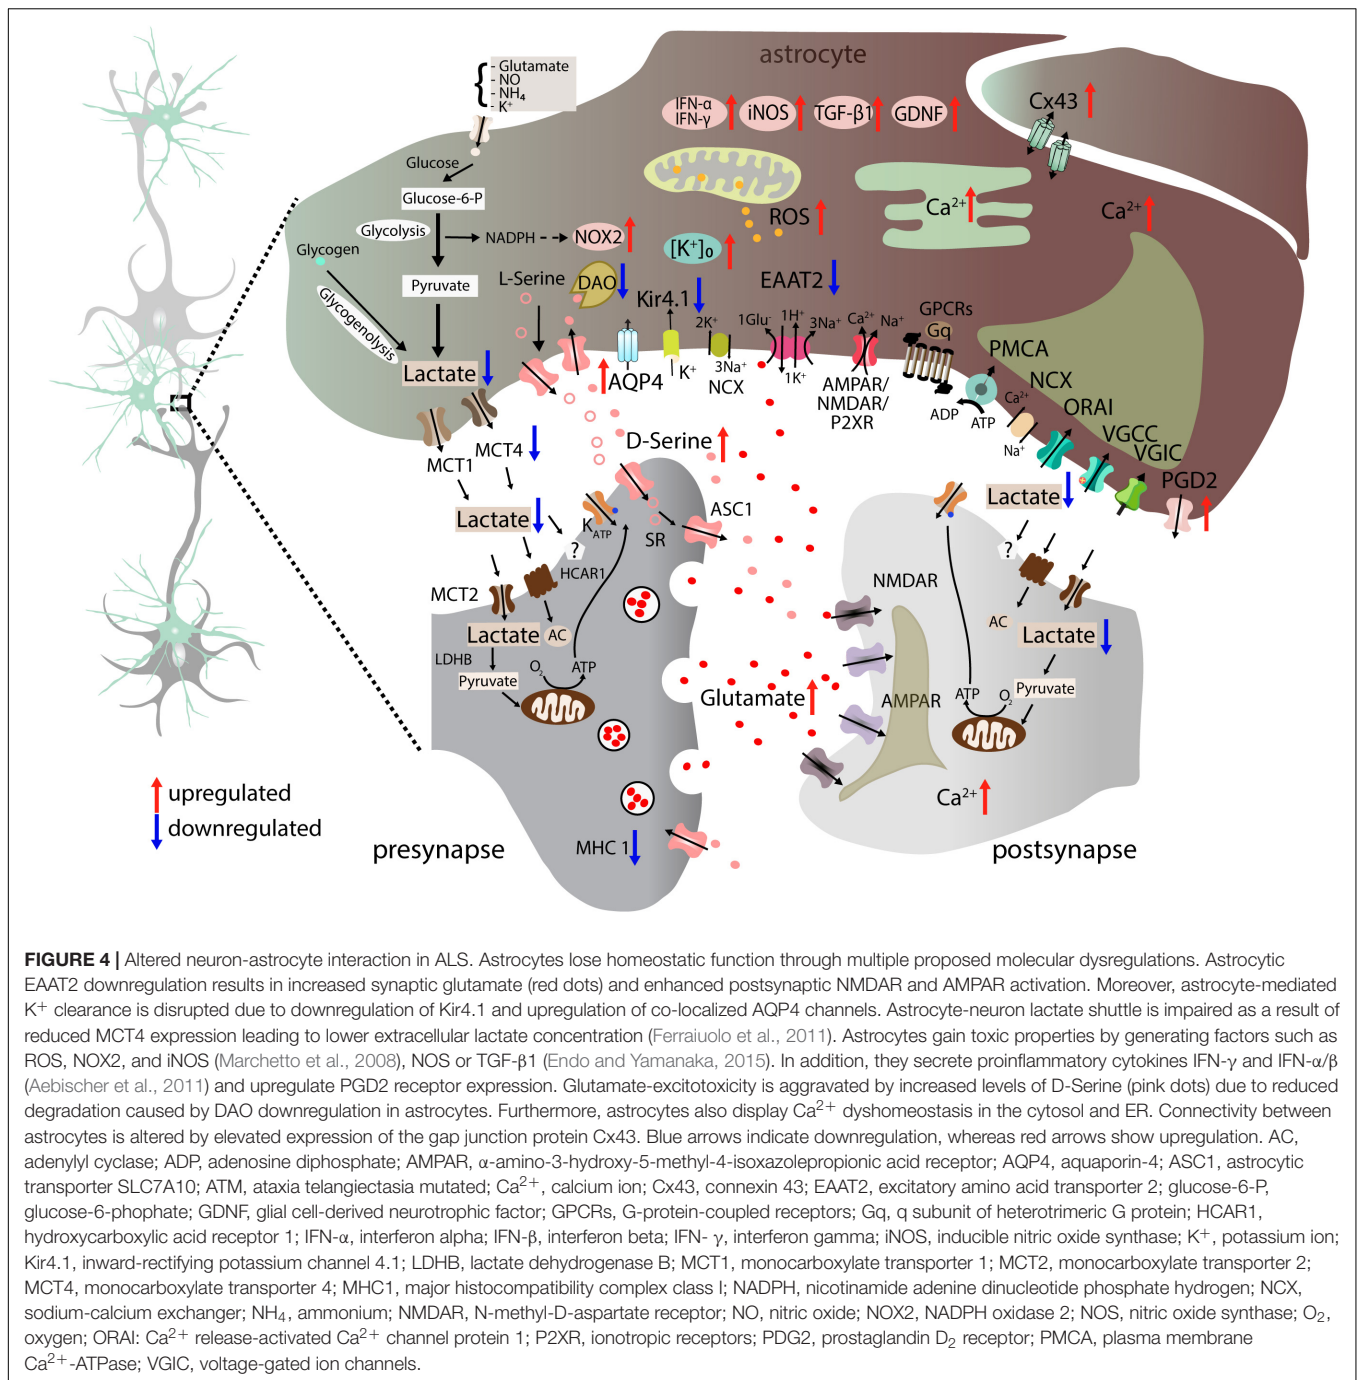 astrocyte
- Glutamate
- NO
- NH₄
- K⁺
Glucose
Glucose-6-P
Glycolysis
NADPH
NOX2
Glycogen
Glycogenolysis
Pyruvate
Lactate
IFN-α
IFN-γ
iNOS
TGF-β1
GDNF
Cx43
ROS
Ca²⁺
Ca²⁺
[K⁺]₀
L-Serine
DAO
Kir4.1
EAAT2
AQP4
K⁺
2K⁺
3Na⁺
NCX
1Glu⁻
1H⁺
3Na⁺
1K⁺
Ca²⁺
Na⁺
AMPAR/
NMDAR/
P2XR
GPCRs
Gq
PMCA
ADP
ATP
NCX
Ca²⁺
Na⁺
ORAI
VGCC
VGIC
PGD2
MCT1
MCT4
D-Serine
Lactate
K ATP
SR
ASC1
?
HCAR1
MCT2
Lactate
AC
LDHB
Pyruvate
O₂
ATP
Glutamate
NMDAR
AMPAR
Lactate
?
AC
Lactate
ATP
O₂
Pyruvate
Ca²⁺
MHC 1
presynapse
postsynapse
upregulated
downregulated
FIGURE 4 | Altered neuron-astrocyte interaction in ALS. Astrocytes lose homeostatic function through multiple proposed molecular dysregulations. Astrocytic
EAAT2 downregulation results in increased synaptic glutamate (red dots) and enhanced postsynaptic NMDAR and AMPAR activation. Moreover, astrocyte-mediated
K⁺ clearance is disrupted due to downregulation of Kir4.1 and upregulation of co-localized AQP4 channels. Astrocyte-neuron lactate shuttle is impaired as a result of
reduced MCT4 expression leading to lower extracellular lactate concentration (Ferraiuolo et al., 2011). Astrocytes gain toxic properties by generating factors such as
ROS, NOX2, and iNOS (Marchetto et al., 2008), NOS or TGF-β1 (Endo and Yamanaka, 2015). In addition, they secrete proinflammatory cytokines IFN-γ and IFN-α/β
(Aebischer et al., 2011) and upregulate PGD2 receptor expression. Glutamate-excitotoxicity is aggravated by increased levels of D-Serine (pink dots) due to reduced
degradation caused by DAO downregulation in astrocytes. Furthermore, astrocytes also display Ca²⁺ dyshomeostasis in the cytosol and ER. Connectivity between
astrocytes is altered by elevated expression of the gap junction protein Cx43. Blue arrows indicate downregulation, whereas red arrows show upregulation. AC,
adenylyl cyclase; ADP, adenosine diphosphate; AMPAR, α-amino-3-hydroxy-5-methyl-4-isoxazolepropionic acid receptor; AQP4, aquaporin-4; ASC1, astrocytic
transporter SLC7A10; ATM, ataxia telangiectasia mutated; Ca²⁺, calcium ion; Cx43, connexin 43; EAAT2, excitatory amino acid transporter 2; glucose-6-P,
glucose-6-phophate; GDNF, glial cell-derived neurotrophic factor; GPCRs, G-protein-coupled receptors; Gq, q subunit of heterotrimeric G protein; HCAR1,
hydroxycarboxylic acid receptor 1; IFN-α, interferon alpha; IFN-β, interferon beta; IFN- γ, interferon gamma; iNOS, inducible nitric oxide synthase; K⁺, potassium ion;
Kir4.1, inward-rectifying potassium channel 4.1; LDHB, lactate dehydrogenase B; MCT1, monocarboxylate transporter 1; MCT2, monocarboxylate transporter 2;
MCT4, monocarboxylate transporter 4; MHC1, major histocompatibility complex class I; NADPH, nicotinamide adenine dinucleotide phosphate hydrogen; NCX,
sodium-calcium exchanger; NH₄, ammonium; NMDAR, N-methyl-D-aspartate receptor; NO, nitric oxide; NOX2, NADPH oxidase 2; NOS, nitric oxide synthase; O₂,
oxygen; ORAI: Ca²⁺ release-activated Ca²⁺ channel protein 1; P2XR, ionotropic receptors; PDG2, prostaglandin D₂ receptor; PMCA, plasma membrane
Ca²⁺-ATPase; VGIC, voltage-gated ion channels.